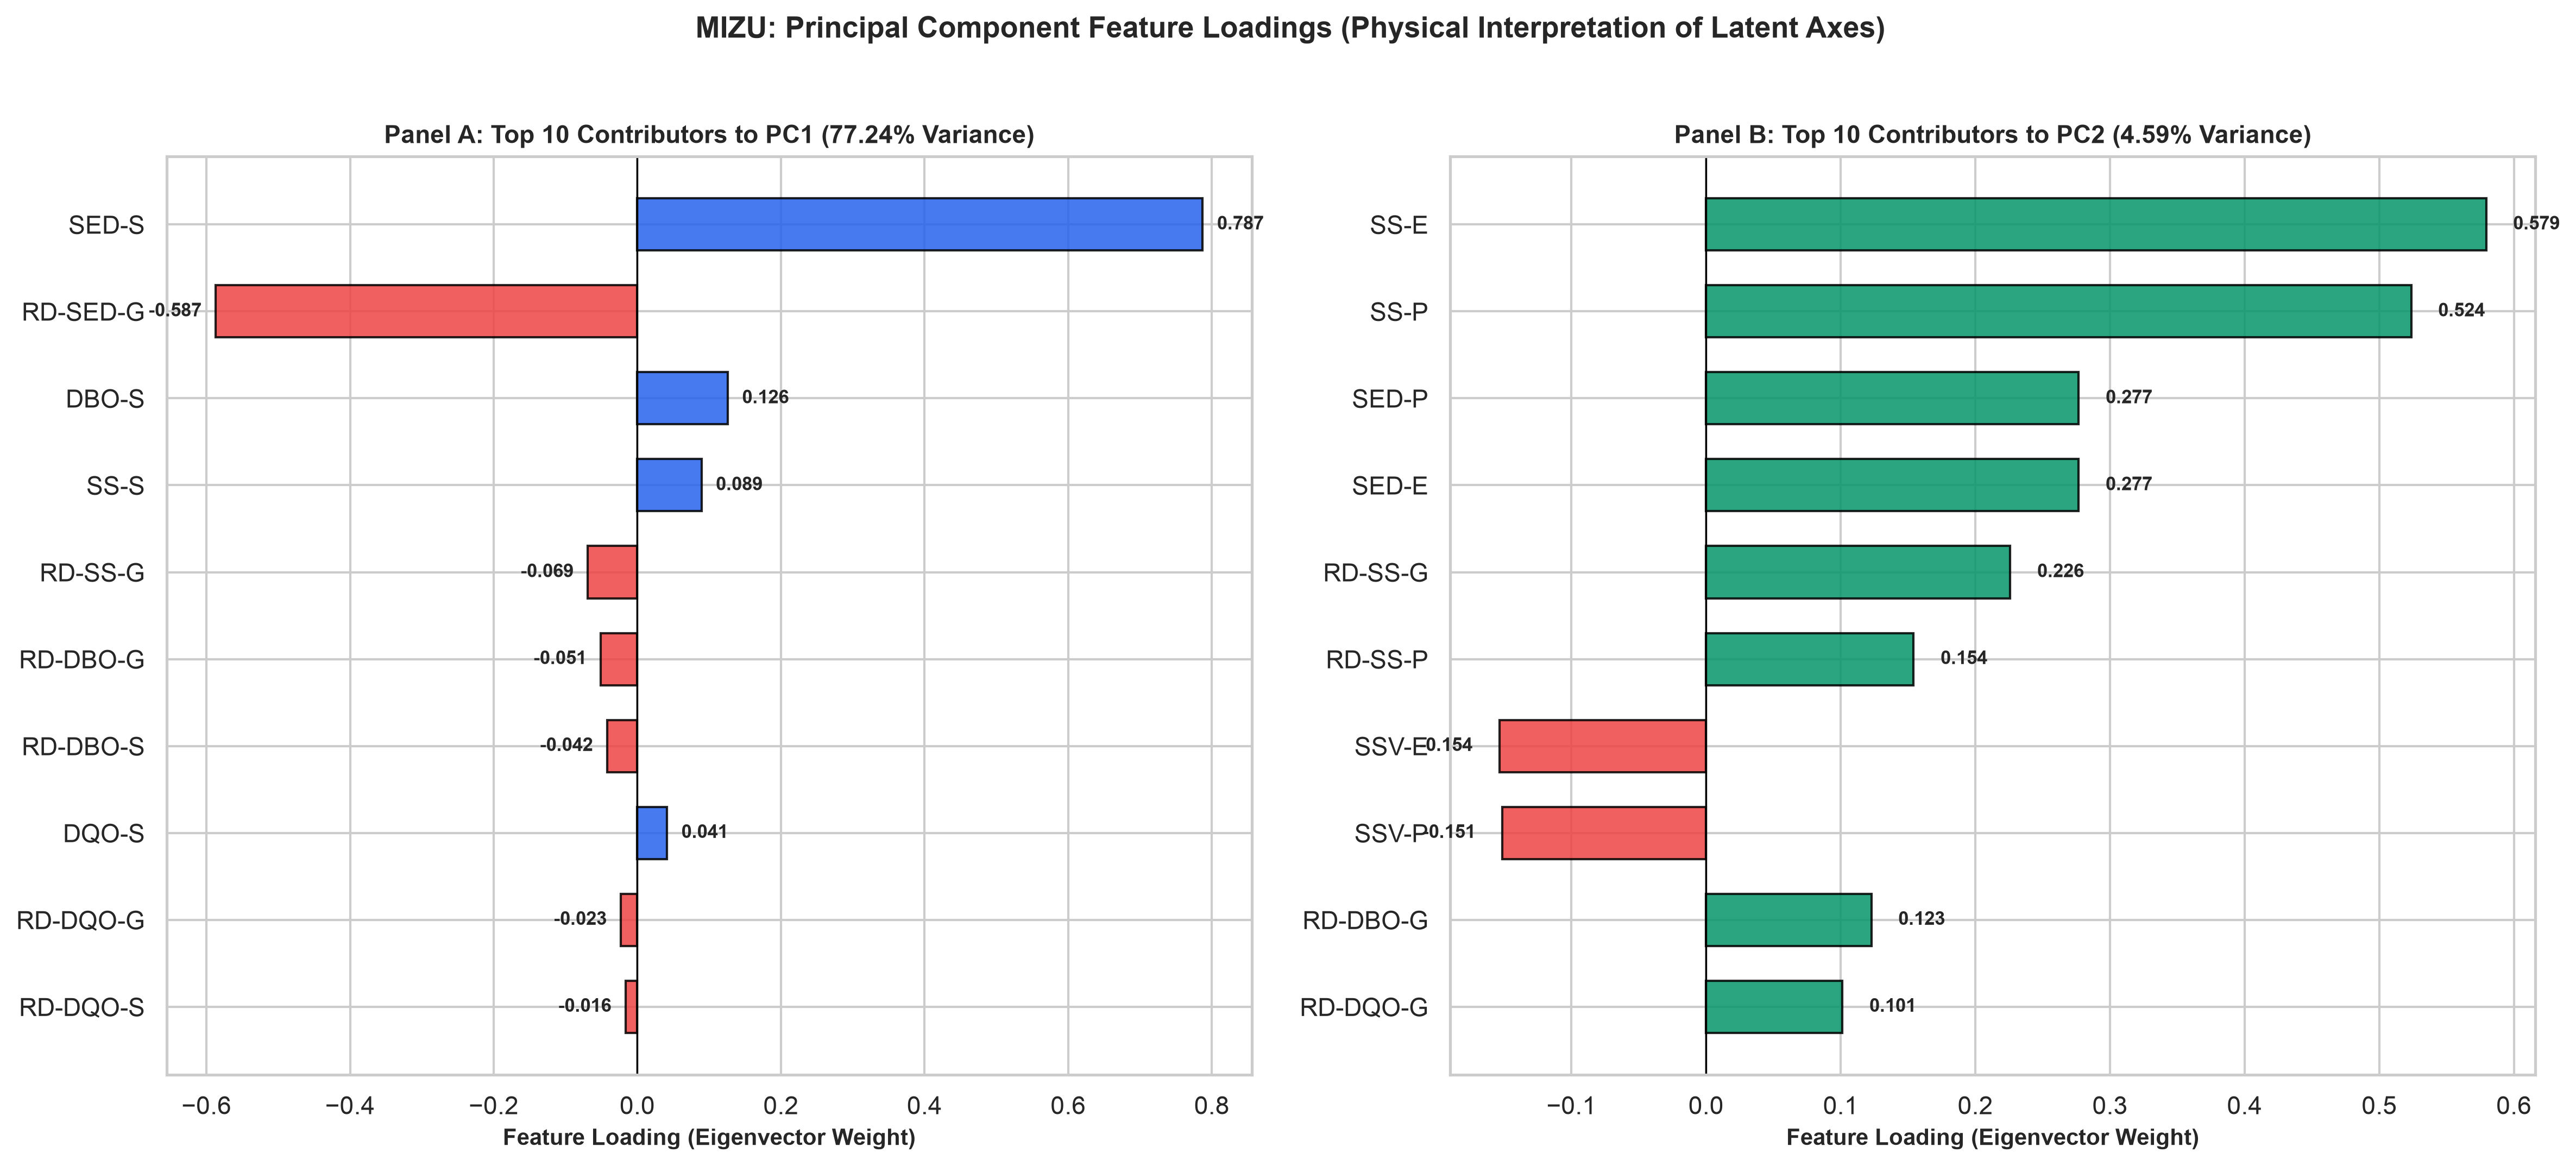 MIZU: Principal Component Feature Loadings (Physical Interpretation of Latent Axes)
Panel A: Top 10 Contributors to PC1 (77.24% Variance)
SED-S 0.787
RD-SED-G -0.587
DBO-S 0.126
SS-S 0.089
RD-SS-G -0.069
RD-DBO-G -0.051
RD-DBO-S -0.042
DQO-S 0.041
RD-DQO-G -0.023
RD-DQO-S -0.016
−0.6 −0.4 −0.2 0.0 0.2 0.4 0.6 0.8
Feature Loading (Eigenvector Weight)
Panel B: Top 10 Contributors to PC2 (4.59% Variance)
SS-E 0.579
SS-P 0.524
SED-P 0.277
SED-E 0.277
RD-SS-G 0.226
RD-SS-P 0.154
SSV-E -0.154
SSV-P -0.151
RD-DBO-G 0.123
RD-DQO-G 0.101
−0.1 0.0 0.1 0.2 0.3 0.4 0.5 0.6
Feature Loading (Eigenvector Weight)